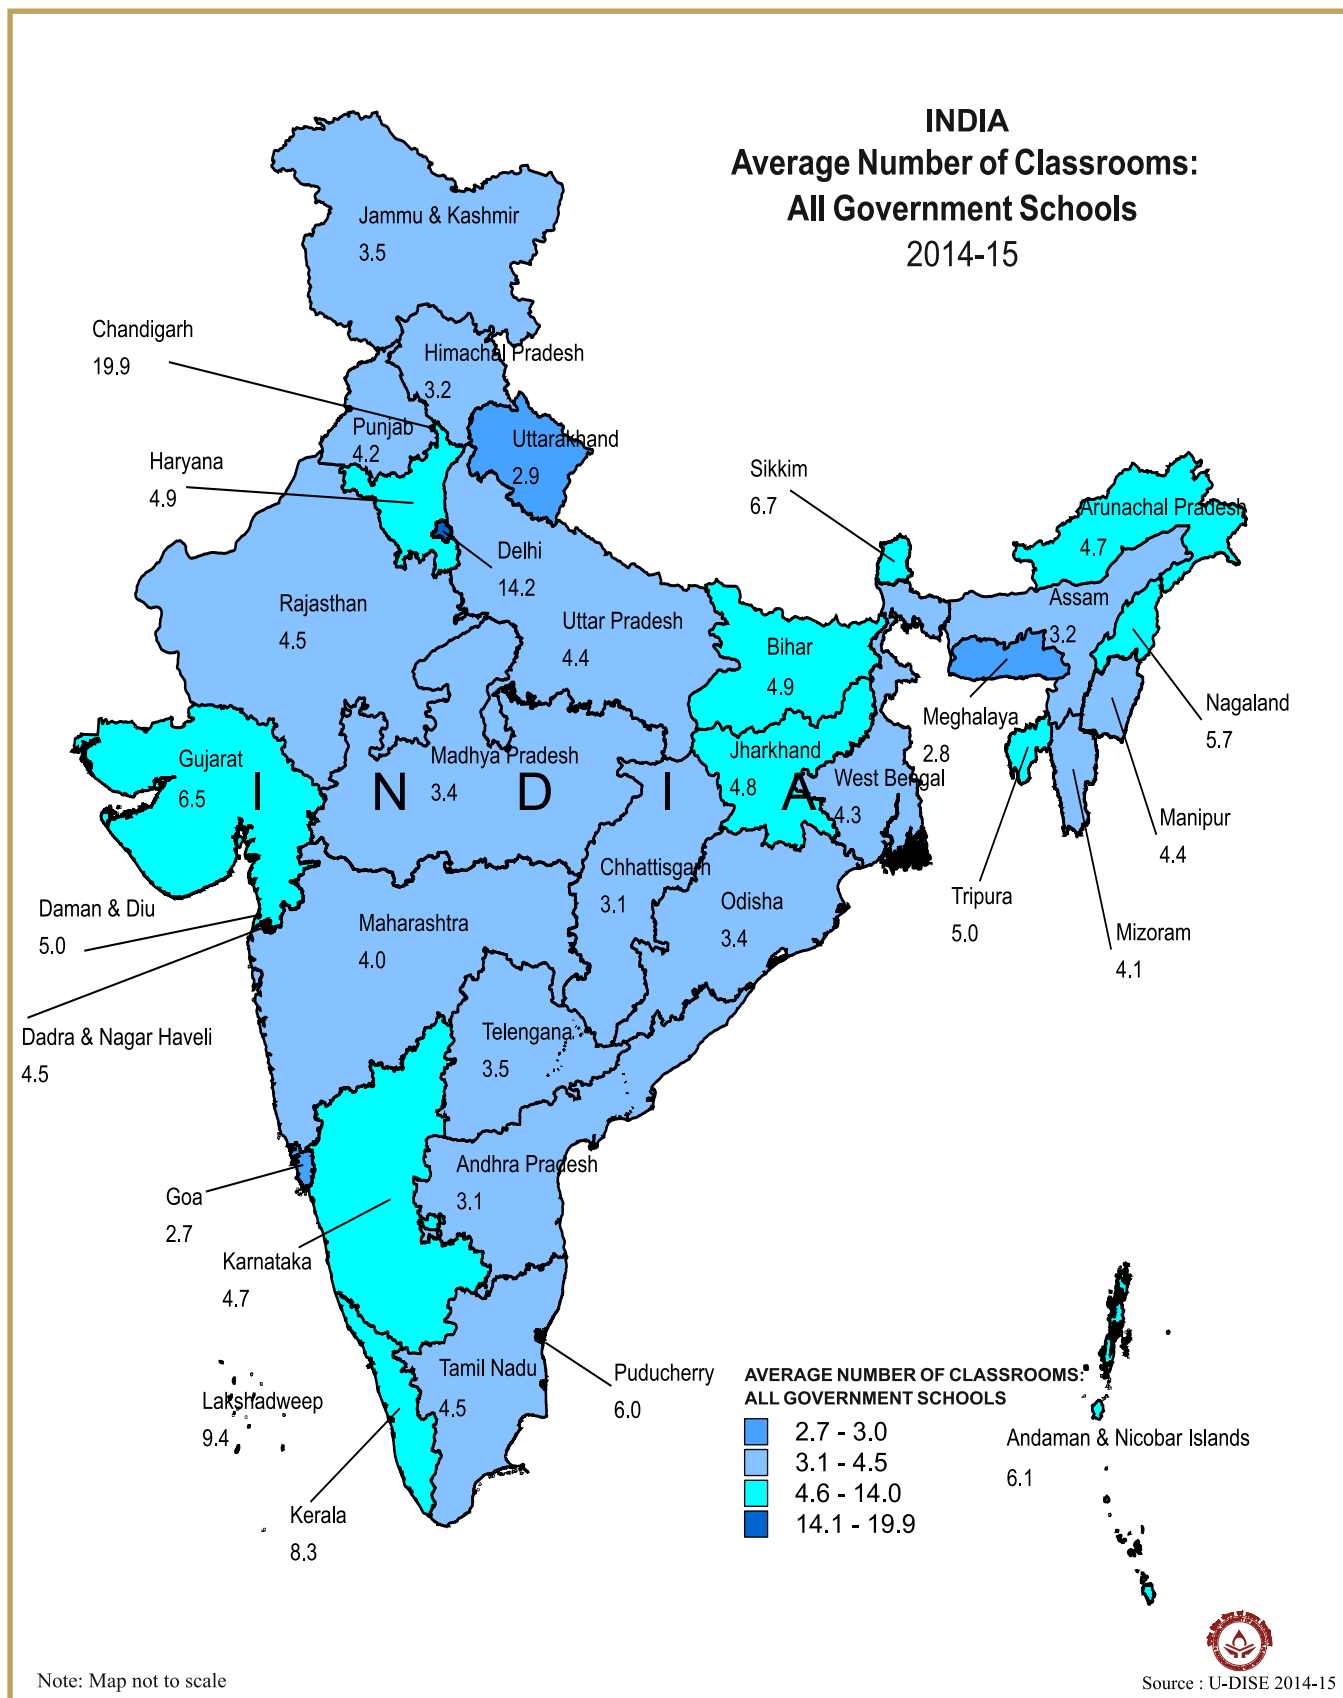 INDIA
Average Number of Classrooms:
All Government Schools
2014-15
Jammu & Kashmir
3.5
Chandigarh
19.9
Himachal Pradesh
3.2
Punjab
4.2
Uttarakhand
2.9
Haryana
4.9
Sikkim
6.7
Arunachal Pradesh
4.7
Delhi
14.2
Rajasthan
4.5
Uttar Pradesh
4.4
Assam
3.2
Bihar
4.9
Nagaland
5.7
Meghalaya
2.8
Gujarat
6.5
Madhya Pradesh
3.4
Jharkhand
4.8
West Bengal
4.3
I N D I A
Manipur
4.4
Chhattisgarh
3.1
Odisha
3.4
Tripura
5.0
Mizoram
4.1
Daman & Diu
5.0
Maharashtra
4.0
Dadra & Nagar Haveli
4.5
Telengana
3.5
Andhra Pradesh
3.1
Goa
2.7
Karnataka
4.7
Tamil Nadu
4.5
Puducherry
6.0
Lakshadweep
9.4
Kerala
8.3
Andaman & Nicobar Islands
6.1
AVERAGE NUMBER OF CLASSROOMS:
ALL GOVERNMENT SCHOOLS
2.7 - 3.0
3.1 - 4.5
4.6 - 14.0
14.1 - 19.9
Note: Map not to scale
Source : U-DISE 2014-15